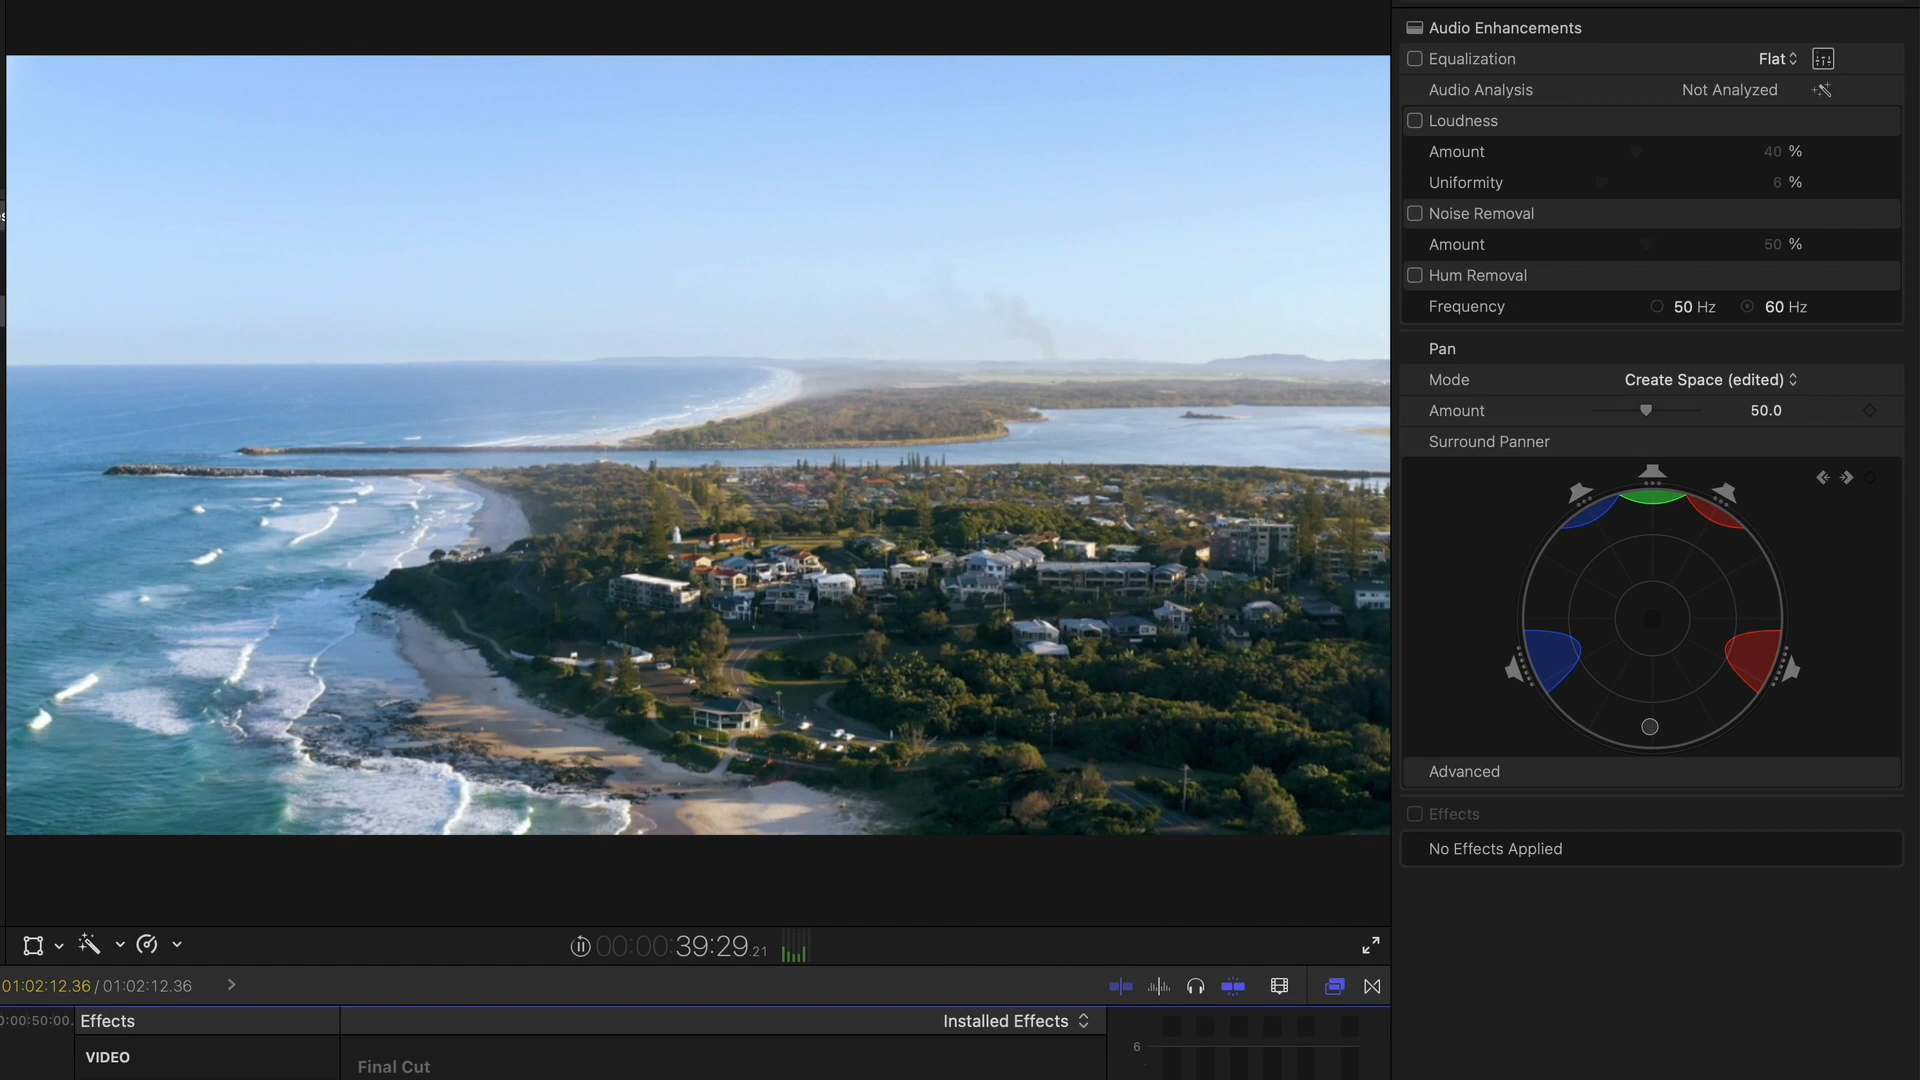 Audio Enhancements
Equalization Flat
Audio Analysis Not Analyzed
Loudness
Amount 40 %
Uniformity 6 %
Noise Removal
Amount 50 %
Hum Removal
Frequency 50 Hz 60 Hz
Pan
Mode Create Space (edited)
Amount 50.0
Surround Panner
Advanced
Effects
No Effects Applied
00:00:39:29.21
01:02:12.36 / 01:02:12.36
Effects Installed Effects
VIDEO
Final Cut
6